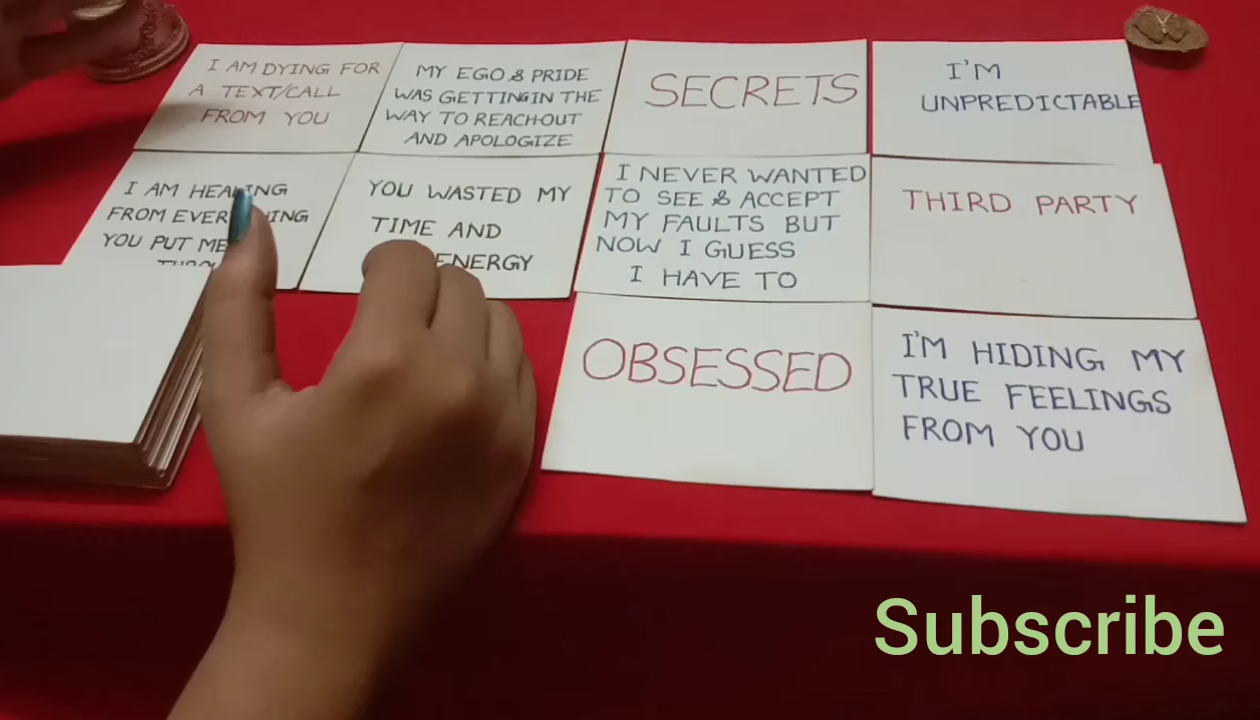 I AM DYING FOR
A TEXT/CALL
FROM YOU
MY EGO & PRIDE
WAS GETTING IN THE
WAY TO REACH-OUT
AND APOLOGIZE
SECRETS
I'M
UNPREDICTABLE
I AM HEALING
FROM
YOU PUT ME
YOU WASTED MY
TIME AND
ENERGY
I NEVER WANTED
TO SEE & ACCEPT
MY FAULTS BUT
NOW I GUESS
I HAVE TO
THIRD PARTY
OBSESSED
I'M HIDING MY
TRUE FEELINGS
FROM YOU
Subscribe